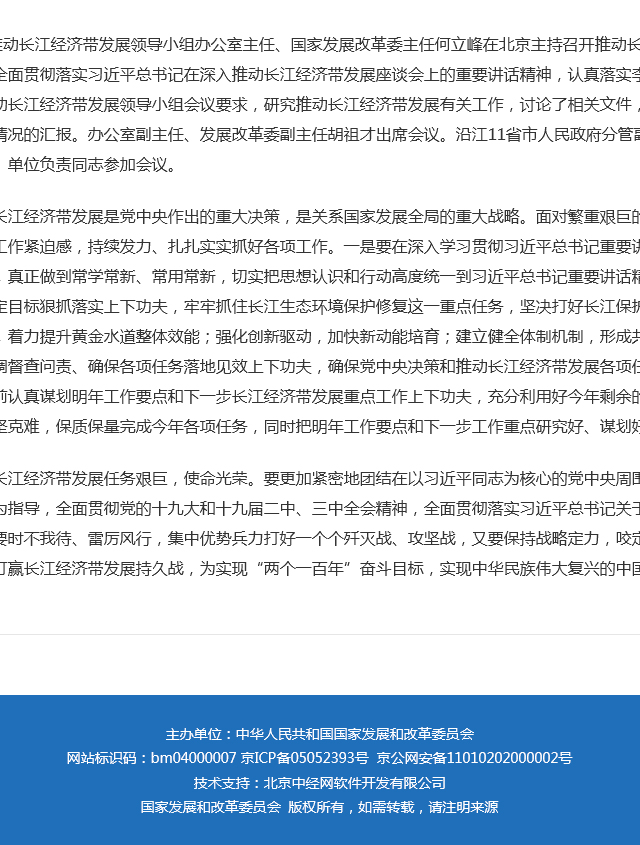 推动长江经济带发展领导小组办公室主任、国家发展改革委主任何立峰在北京主持召开推动长
全面贯彻落实习近平总书记在深入推动长江经济带发展座谈会上的重要讲话精神，认真落实李
动长江经济带发展领导小组会议要求，研究推动长江经济带发展有关工作，讨论了相关文件，
情况的汇报。办公室副主任、发展改革委副主任胡祖才出席会议。沿江11省市人民政府分管副
、单位负责同志参加会议。
长江经济带发展是党中央作出的重大决策，是关系国家发展全局的重大战略。面对繁重艰巨的
工作紧迫感，持续发力、扎扎实实抓好各项工作。一是要在深入学习贯彻习近平总书记重要讲
，真正做到常学常新、常用常新，切实把思想认识和行动高度统一到习近平总书记重要讲话精
定目标狠抓落实上下功夫，牢牢抓住长江生态环境保护修复这一重点任务，坚决打好长江保护
，着力提升黄金水道整体效能；强化创新驱动，加快新动能培育；建立健全体制机制，形成共
调督查问责、确保各项任务落地见效上下功夫，确保党中央决策和推动长江经济带发展各项任
前认真谋划明年工作要点和下一步长江经济带发展重点工作上下功夫，充分利用好今年剩余的
坚克难，保质保量完成今年各项任务，同时把明年工作要点和下一步工作重点研究好、谋划好
长江经济带发展任务艰巨，使命光荣。要更加紧密地团结在以习近平同志为核心的党中央周围
为指导，全面贯彻党的十九大和十九届二中、三中全会精神，全面贯彻落实习近平总书记关于
要时不我待、雷厉风行，集中优势兵力打好一个个歼灭战、攻坚战，又要保持战略定力，咬定
打赢长江经济带发展持久战，为实现“两个一百年”奋斗目标，实现中华民族伟大复兴的中国
主办单位：中华人民共和国国家发展和改革委员会
网站标识码：bm04000007 京ICP备05052393号 京公网安备11010202000002号
技术支持：北京中经网软件开发有限公司
国家发展和改革委员会 版权所有，如需转载，请注明来源